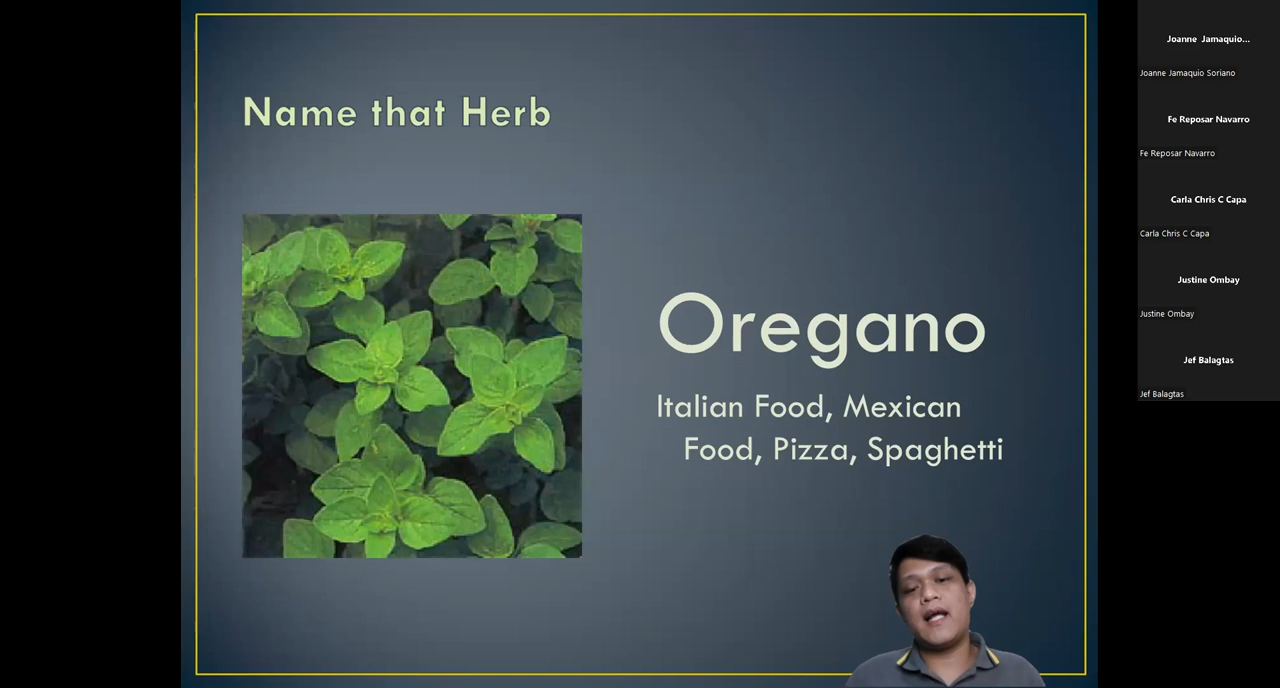 Name that Herb
Oregano
Italian Food, Mexican
Food, Pizza, Spaghetti
Joanne Jamaquio...
Joanne Jamaquio Soriano
Fe Reposar Navarro
Fe Reposar Navarro
Carla Chris C Capa
Carla Chris C Capa
Justine Ombay
Justine Ombay
Jef Balagtas
Jef Balagtas